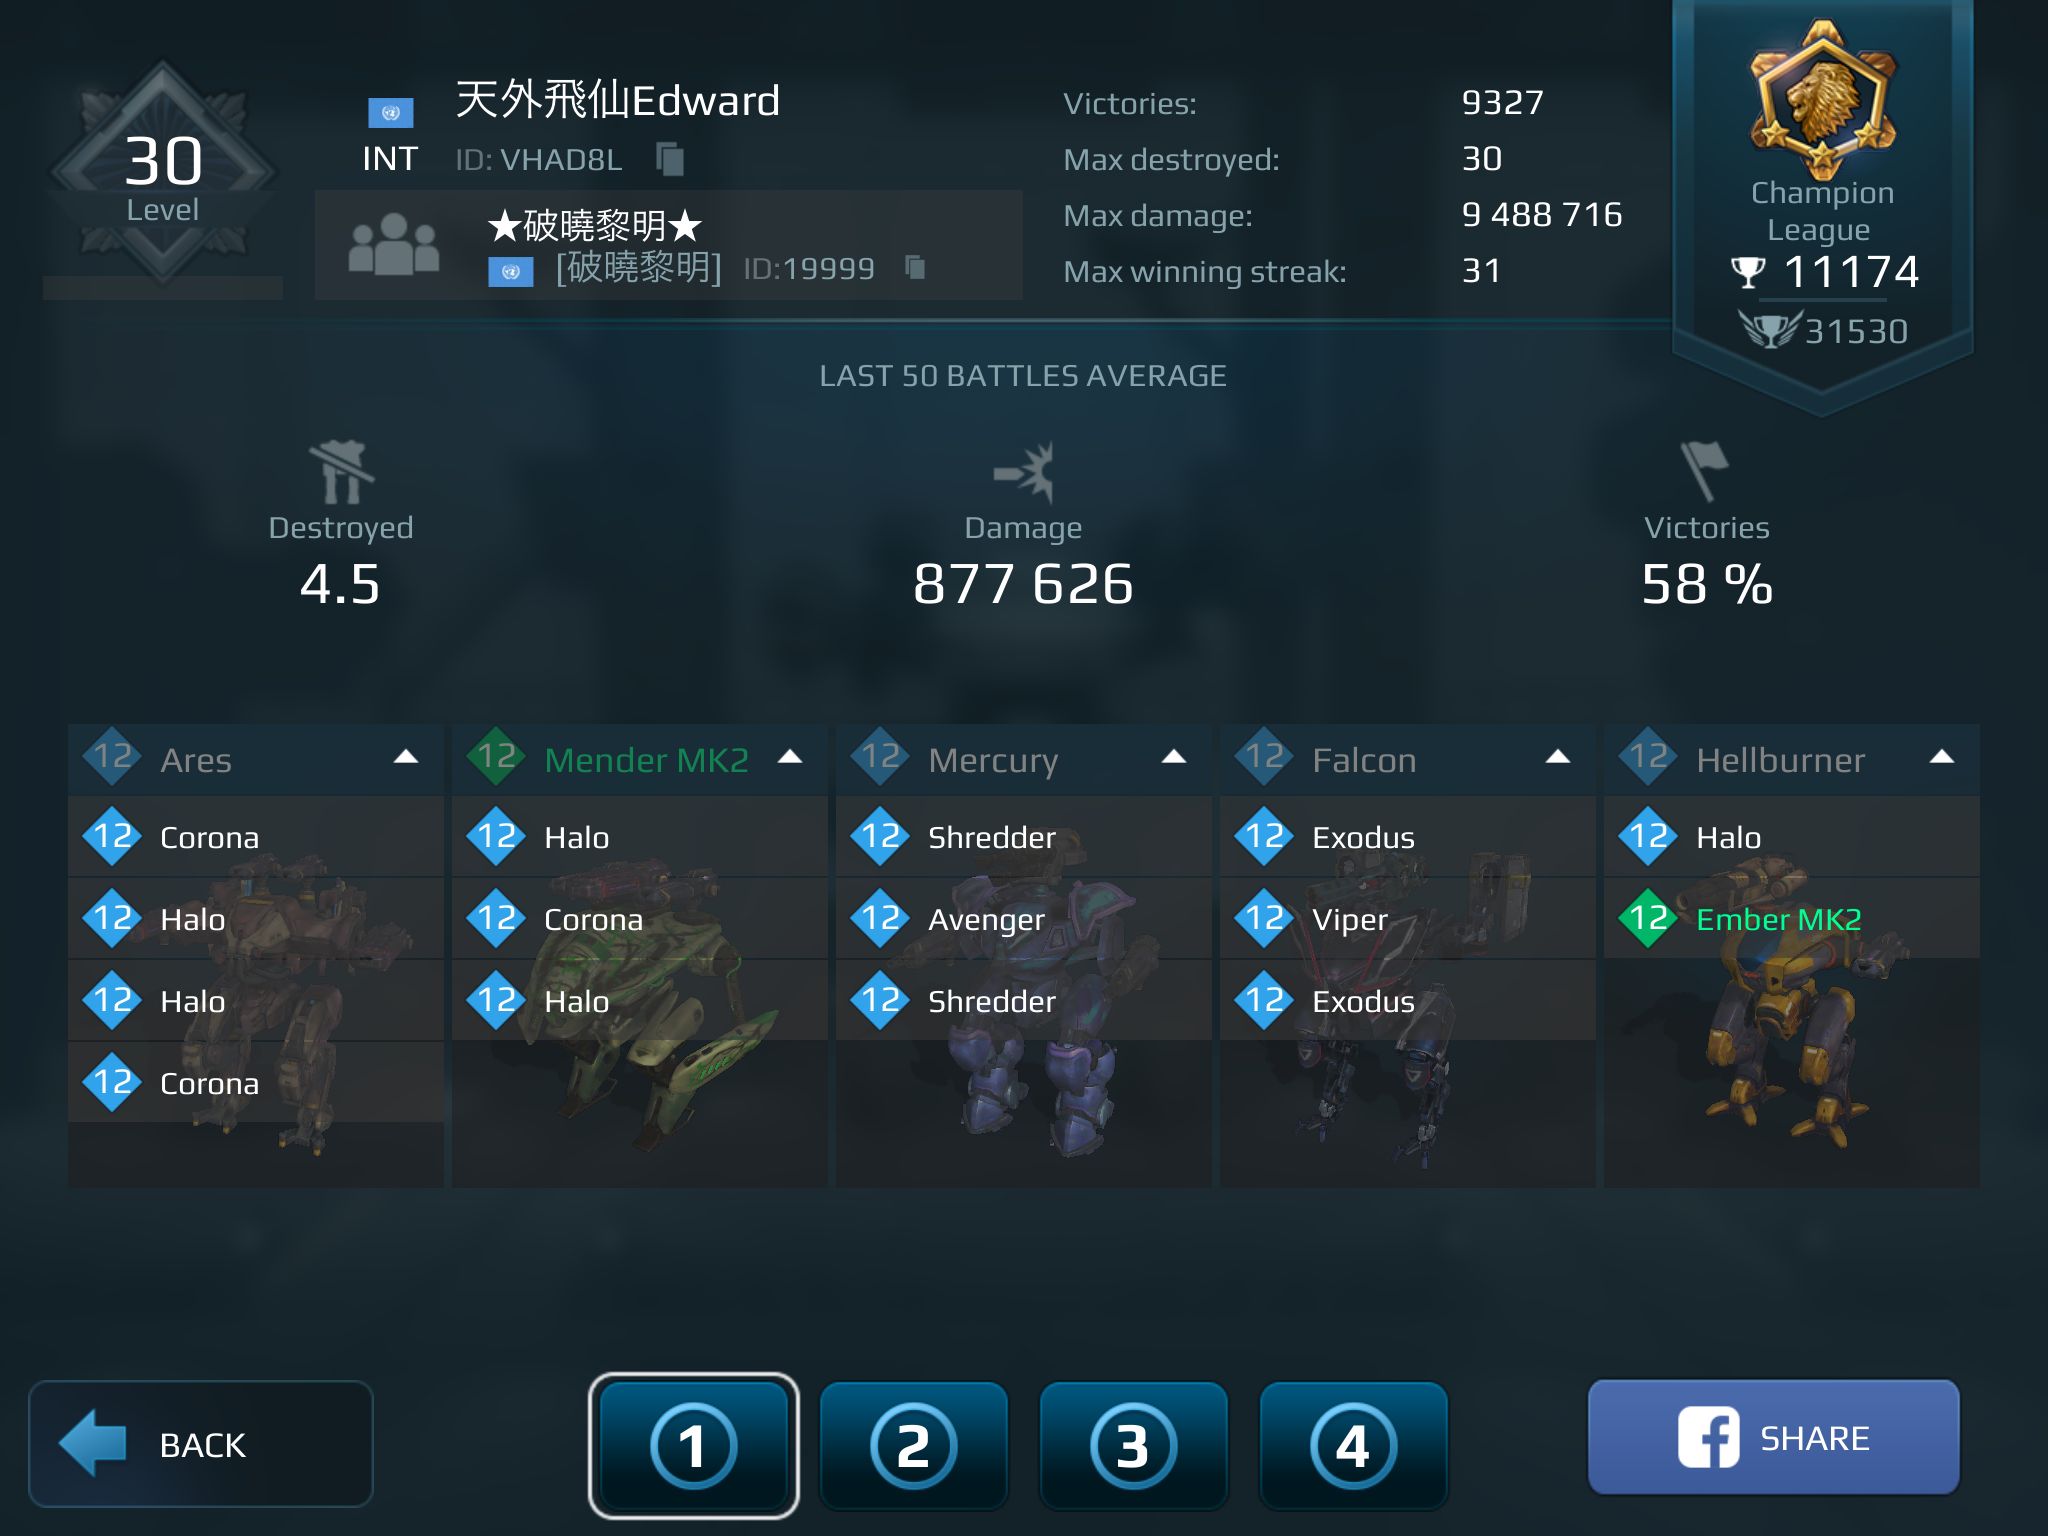 30
Level
INT
天外飛仙Edward
ID: VHAD8L
★破曉黎明★
[破曉黎明] ID:19999
Victories: 9327
Max destroyed: 30
Max damage: 9 488 716
Max winning streak: 31
Champion
League
11174
31530
LAST 50 BATTLES AVERAGE
Destroyed
4.5
Damage
877 626
Victories
58 %
12 Ares
12 Corona
12 Halo
12 Halo
12 Corona
12 Mender MK2
12 Halo
12 Corona
12 Halo
12 Mercury
12 Shredder
12 Avenger
12 Shredder
12 Falcon
12 Exodus
12 Viper
12 Exodus
12 Hellburner
12 Halo
12 Ember MK2
BACK
1
2
3
4
SHARE